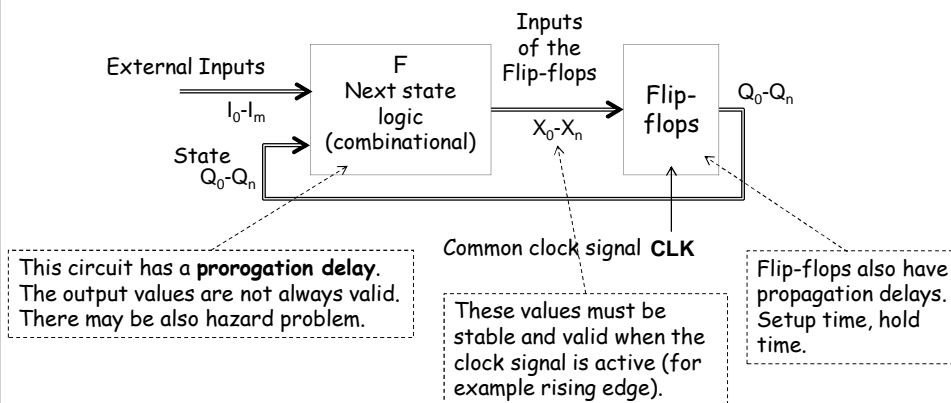 Inputs
of the
Flip-flops
External Inputs
I0-Im
F
Next state
logic
(combinational)
X0-Xn
Flip-
flops
Q0-Qn
State
Q0-Qn
Common clock signal CLK
This circuit has a prorogation delay.
The output values are not always valid.
There may be also hazard problem.
These values must be
stable and valid when the
clock signal is active (for
example rising edge).
Flip-flops also have
propagation delays.
Setup time, hold
time.